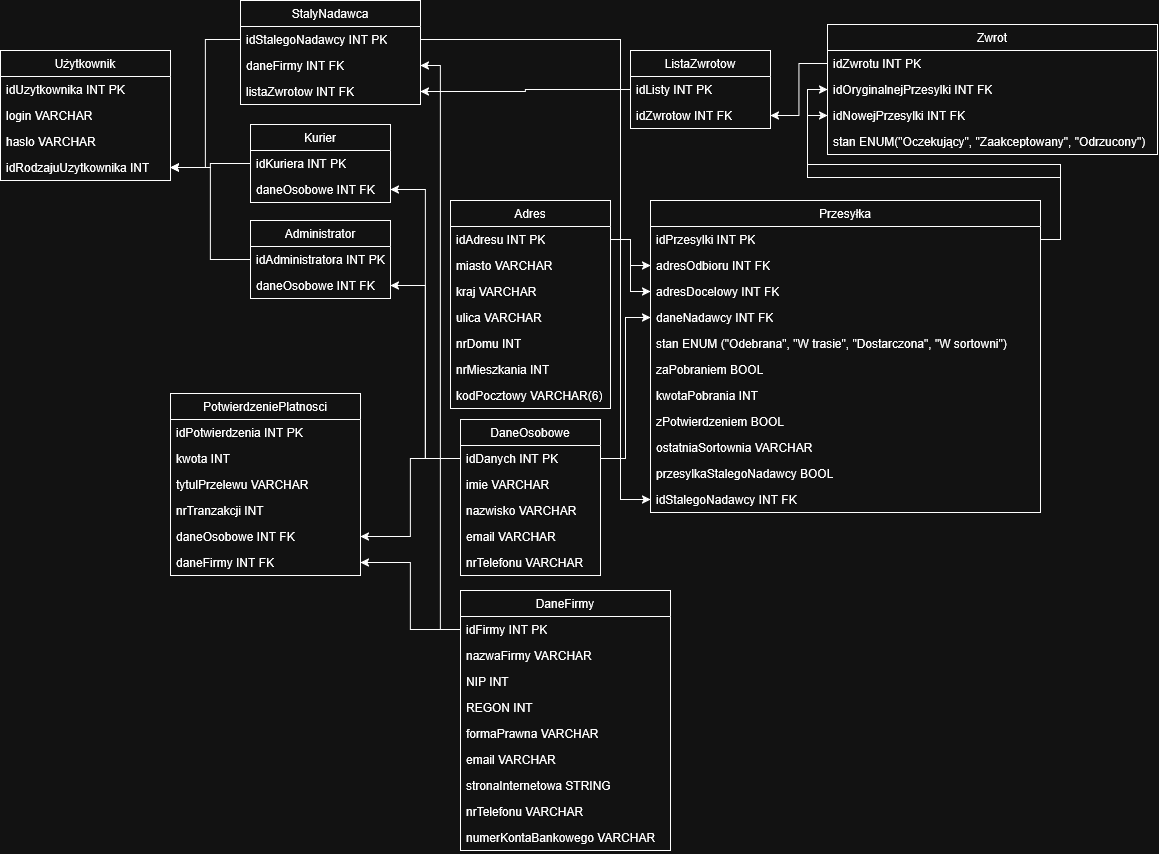 StalyNadawca
idStalegoNadawcy INT PK
daneFirmy INT FK
listaZwrotow INT FK
Użytkownik
idUzytkownika INT PK
login VARCHAR
haslo VARCHAR
idRodzajuUzytkownika INT
Kurier
idKuriera INT PK
daneOsobowe INT FK
Administrator
idAdministratora INT PK
daneOsobowe INT FK
ListaZwrotow
idListy INT PK
idZwrotow INT FK
Zwrot
idZwrotu INT PK
idOryginalnejPrzesylki INT FK
idNowejPrzesylki INT FK
stan ENUM("Oczekujący", "Zaakceptowany", "Odrzucony")
Adres
idAdresu INT PK
miasto VARCHAR
kraj VARCHAR
ulica VARCHAR
nrDomu INT
nrMieszkania INT
kodPocztowy VARCHAR(6)
Przesyłka
idPrzesylki INT PK
adresOdbioru INT FK
adresDocelowy INT FK
daneNadawcy INT FK
stan ENUM ("Odebrana", "W trasie", "Dostarczona", "W sortowni")
zaPobraniem BOOL
kwotaPobrania INT
zPotwierdzeniem BOOL
ostatniaSortownia VARCHAR
przesylkaStalegoNadawcy BOOL
idStalegoNadawcy INT FK
PotwierdzeniePlatnosci
idPotwierdzenia INT PK
kwota INT
tytulPrzelewu VARCHAR
nrTranzakcji INT
daneOsobowe INT FK
daneFirmy INT FK
DaneOsobowe
idDanych INT PK
imie VARCHAR
nazwisko VARCHAR
email VARCHAR
nrTelefonu VARCHAR
DaneFirmy
idFirmy INT PK
nazwaFirmy VARCHAR
NIP INT
REGON INT
formaPrawna VARCHAR
email VARCHAR
stronaInternetowa STRING
nrTelefonu VARCHAR
numerKontaBankowego VARCHAR